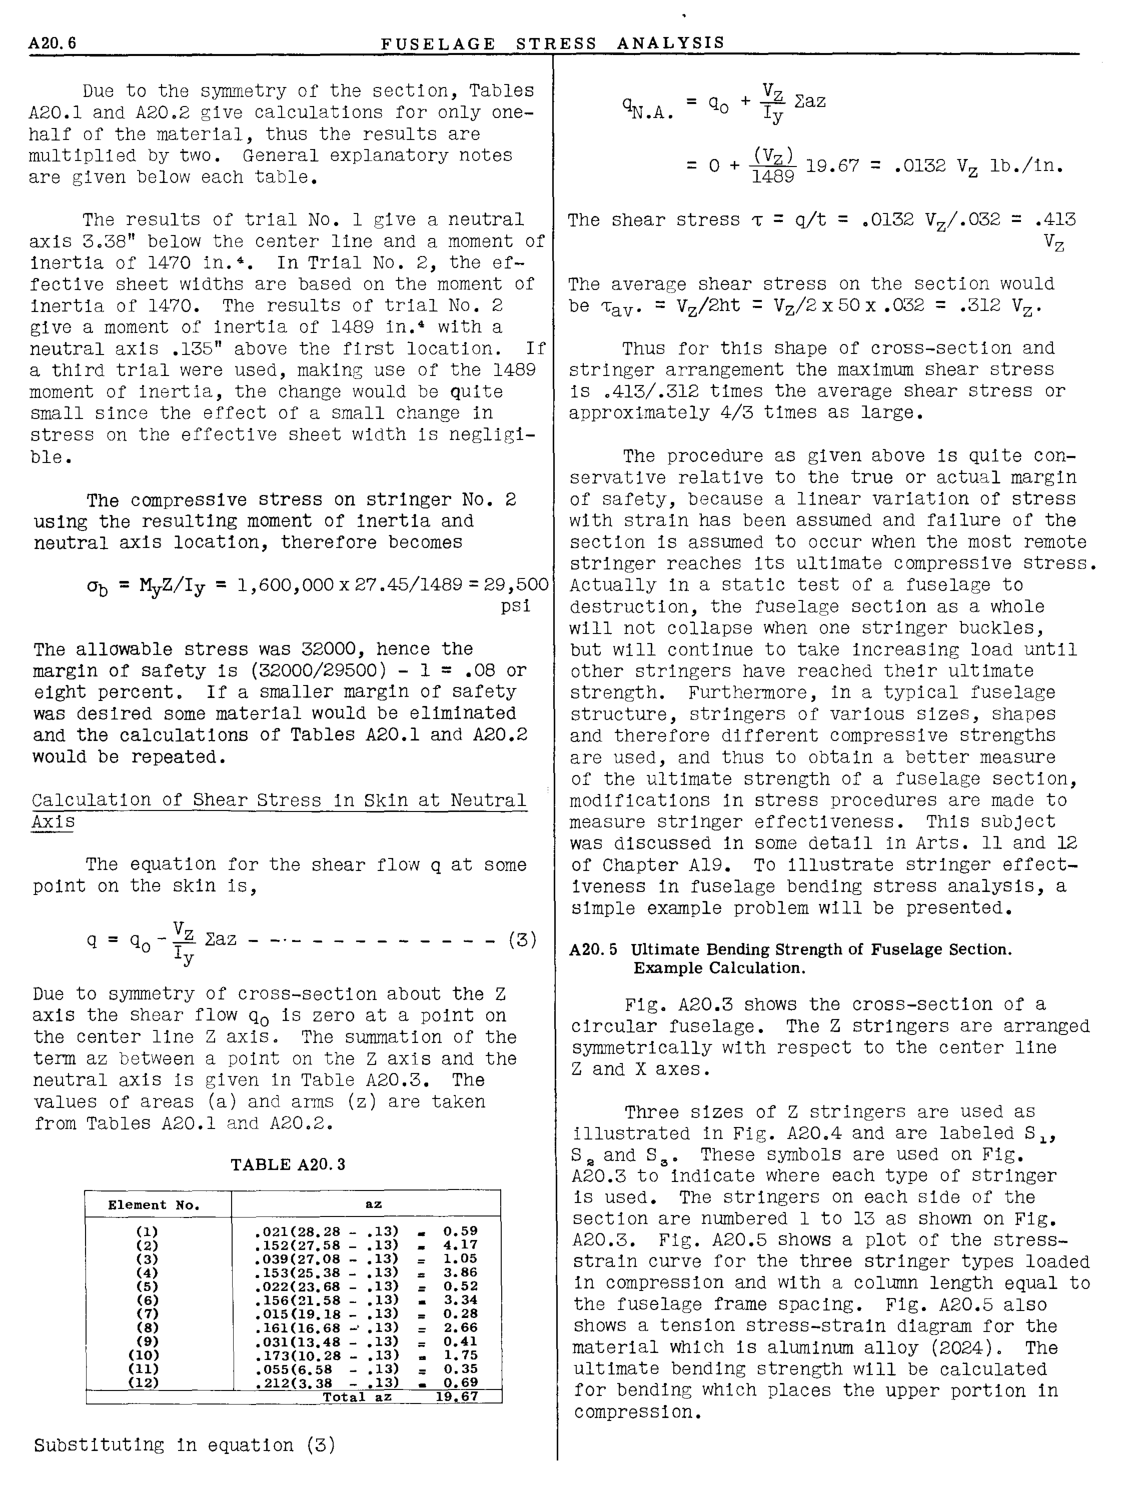 A20.6
FUSELAGE STRESS ANALYSIS
Due to the symmetry of the section, Tables
A20.1 and A20.2 give calculations for only one-
half of the material, thus the results are
multiplied by two. General explanatory notes
are given below each table.
The results of trial No. 1 give a neutral
axis 3.38" below the center line and a moment of
inertia of 1470 in.⁴. In Trial No. 2, the ef-
fective sheet widths are based on the moment of
inertia of 1470. The results of trial No. 2
give a moment of inertia of 1489 in.⁴ with a
neutral axis .135" above the first location. If
a third trial were used, making use of the 1489
moment of inertia, the change would be quite
small since the effect of a small change in
stress on the effective sheet width is negligi-
ble.
The compressive stress on stringer No. 2
using the resulting moment of inertia and
neutral axis location, therefore becomes
σb = MyZ/Iy = 1,600,000 x 27.45/1489 = 29,500
psi
The allowable stress was 32000, hence the
margin of safety is (32000/29500) - 1 = .08 or
eight percent. If a smaller margin of safety
was desired some material would be eliminated
and the calculations of Tables A20.1 and A20.2
would be repeated.
Calculation of Shear Stress in Skin at Neutral
Axis
The equation for the shear flow q at some
point on the skin is,
q = qo - VZ/Iy Σaz - - - - - - - - - - - - - (3)
Due to symmetry of cross-section about the Z
axis the shear flow qo is zero at a point on
the center line Z axis. The summation of the
term az between a point on the Z axis and the
neutral axis is given in Table A20.3. The
values of areas (a) and arms (z) are taken
from Tables A20.1 and A20.2.
TABLE A20.3
Element No. az
(1) .021(28.28 - .13) = 0.59
(2) .152(27.58 - .13) = 4.17
(3) .039(27.08 - .13) = 1.05
(4) .153(25.38 - .13) = 3.86
(5) .022(23.68 - .13) = 0.52
(6) .156(21.58 - .13) = 3.34
(7) .015(19.18 - .13) = 0.28
(8) .161(16.68 - .13) = 2.66
(9) .031(13.48 - .13) = 0.41
(10) .173(10.28 - .13) = 1.75
(11) .055(6.58 - .13) = 0.35
(12) .212(3.38 - .13) = 0.69
Total az 19.67
Substituting in equation (3)
qN.A. = qo + VZ/Iy Σaz
= 0 + (VZ)/1489 19.67 = .0132 Vz lb./in.
The shear stress τ = q/t = .0132 VZ/.032 = .413
VZ
The average shear stress on the section would
be τav. = VZ/2ht = VZ/2 x 50 x .032 = .312 VZ.
Thus for this shape of cross-section and
stringer arrangement the maximum shear stress
is .413/.312 times the average shear stress or
approximately 4/3 times as large.
The procedure as given above is quite con-
servative relative to the true or actual margin
of safety, because a linear variation of stress
with strain has been assumed and failure of the
section is assumed to occur when the most remote
stringer reaches its ultimate compressive stress.
Actually in a static test of a fuselage to
destruction, the fuselage section as a whole
will not collapse when one stringer buckles,
but will continue to take increasing load until
other stringers have reached their ultimate
strength. Furthermore, in a typical fuselage
structure, stringers of various sizes, shapes
and therefore different compressive strengths
are used, and thus to obtain a better measure
of the ultimate strength of a fuselage section,
modifications in stress procedures are made to
measure stringer effectiveness. This subject
was discussed in some detail in Arts. 11 and 12
of Chapter A19. To illustrate stringer effect-
iveness in fuselage bending stress analysis, a
simple example problem will be presented.
A20.5 Ultimate Bending Strength of Fuselage Section.
Example Calculation.
Fig. A20.3 shows the cross-section of a
circular fuselage. The Z stringers are arranged
symmetrically with respect to the center line
Z and X axes.
Three sizes of Z stringers are used as
illustrated in Fig. A20.4 and are labeled S₁,
S₂ and S₃. These symbols are used on Fig.
A20.3 to indicate where each type of stringer
is used. The stringers on each side of the
section are numbered 1 to 13 as shown on Fig.
A20.3. Fig. A20.5 shows a plot of the stress-
strain curve for the three stringer types loaded
in compression and with a column length equal to
the fuselage frame spacing. Fig. A20.5 also
shows a tension stress-strain diagram for the
material which is aluminum alloy (2024). The
ultimate bending strength will be calculated
for bending which places the upper portion in
compression.